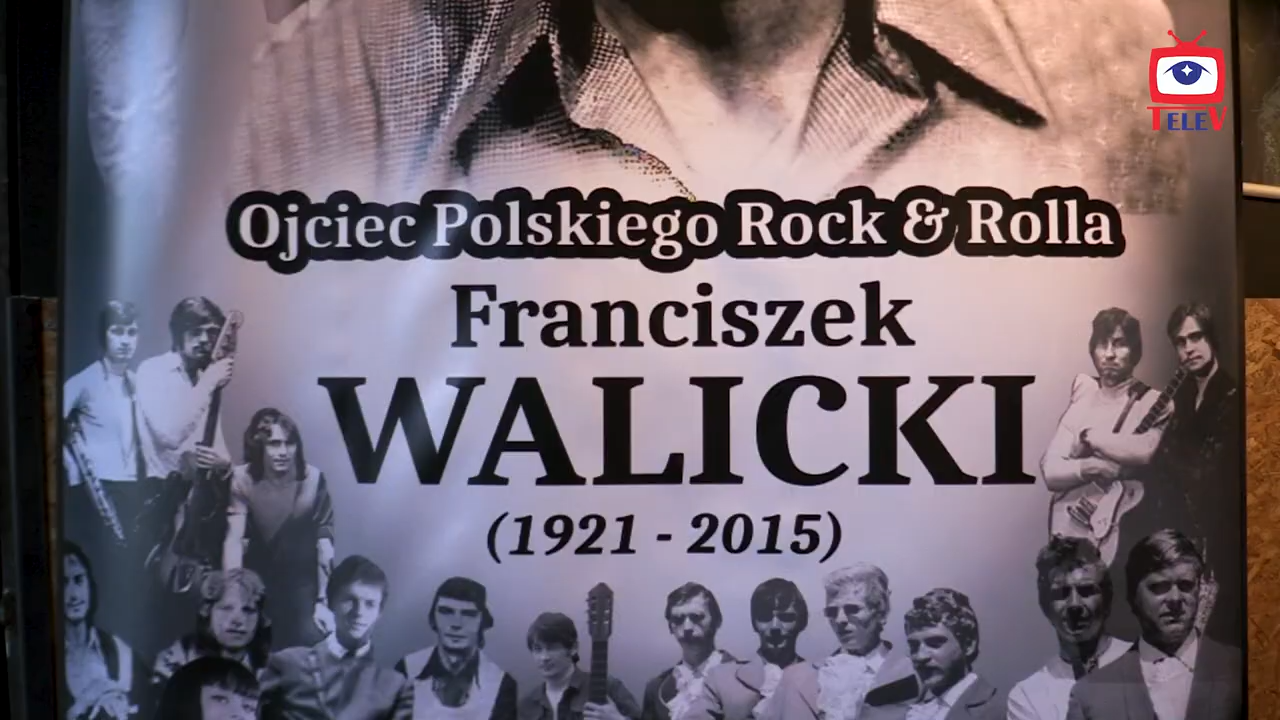 TELEV
Ojciec Polskiego Rock & Rolla
Franciszek
WALICKI
(1921 - 2015)